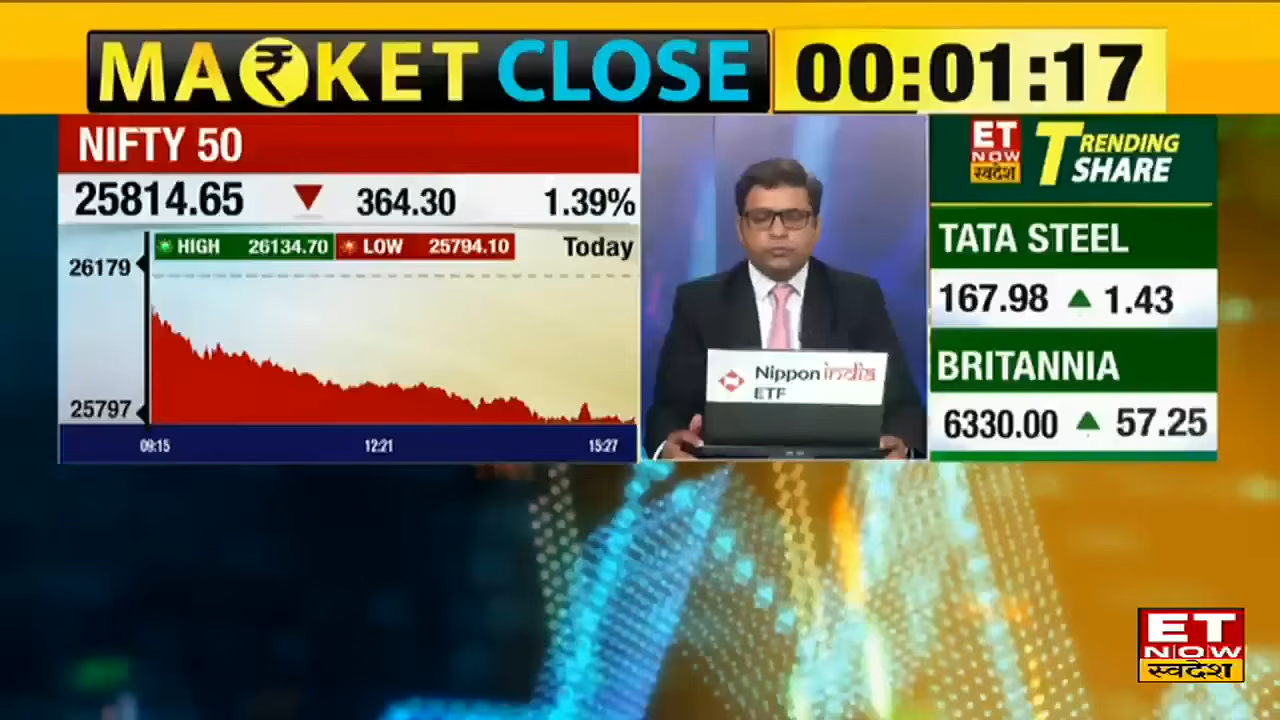 MA₹KET CLOSE 00:01:17
NIFTY 50
25814.65 ▼ 364.30 1.39%
HIGH 26134.70 LOW 25794.10 Today
26179
25797
09:15 12:21 15:27
Nippon india
ETF
ET
NOW
स्वदेश
TRENDING
SHARE
TATA STEEL
167.98 ▲ 1.43
BRITANNIA
6330.00 ▲ 57.25
ET
NOW
स्वदेश